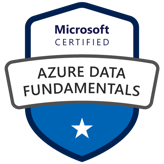 Microsoft
CERTIFIED
AZURE DATA
FUNDAMENTALS